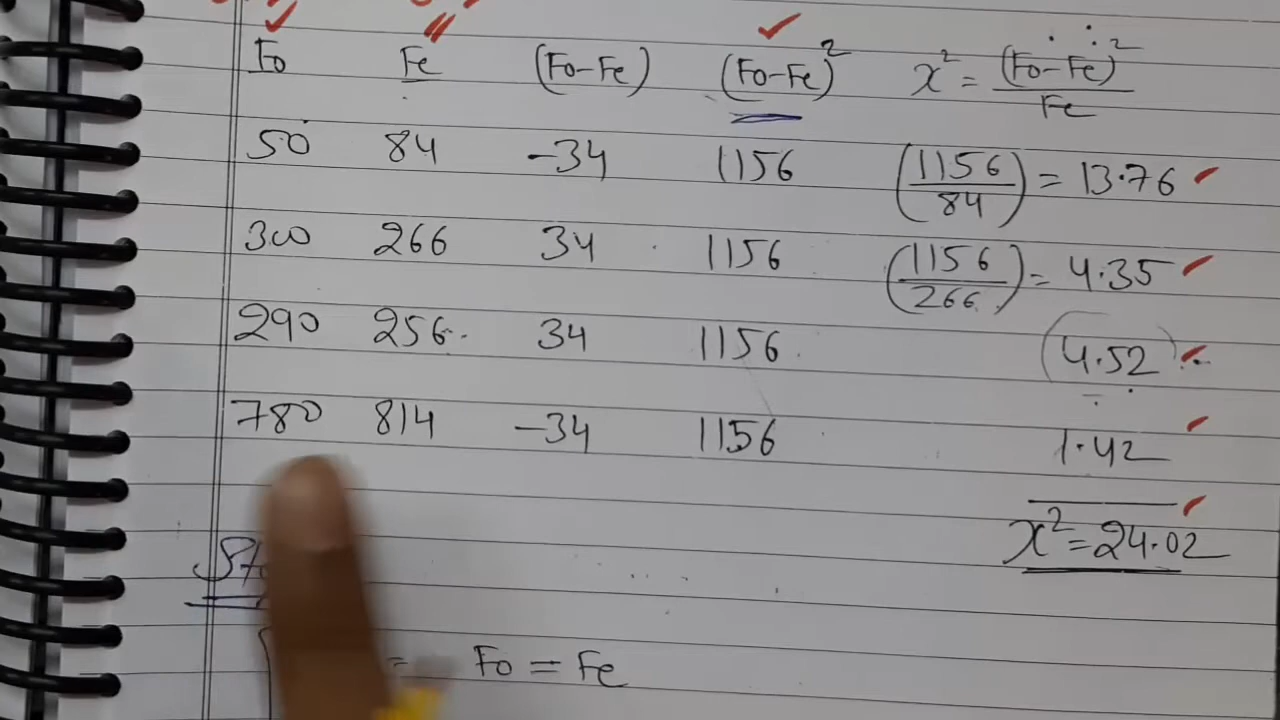 Fo Fe (Fo-Fe) (Fo-Fe)² x² = (Fo-Fe)²/Fe
50 84 -34 1156 (1156/84) = 13.76
300 266 34 1156 (1156/266) = 4.35
290 256 34 1156 4.52
780 814 -34 1156 1.42
x² = 24.02
= Fo = Fe